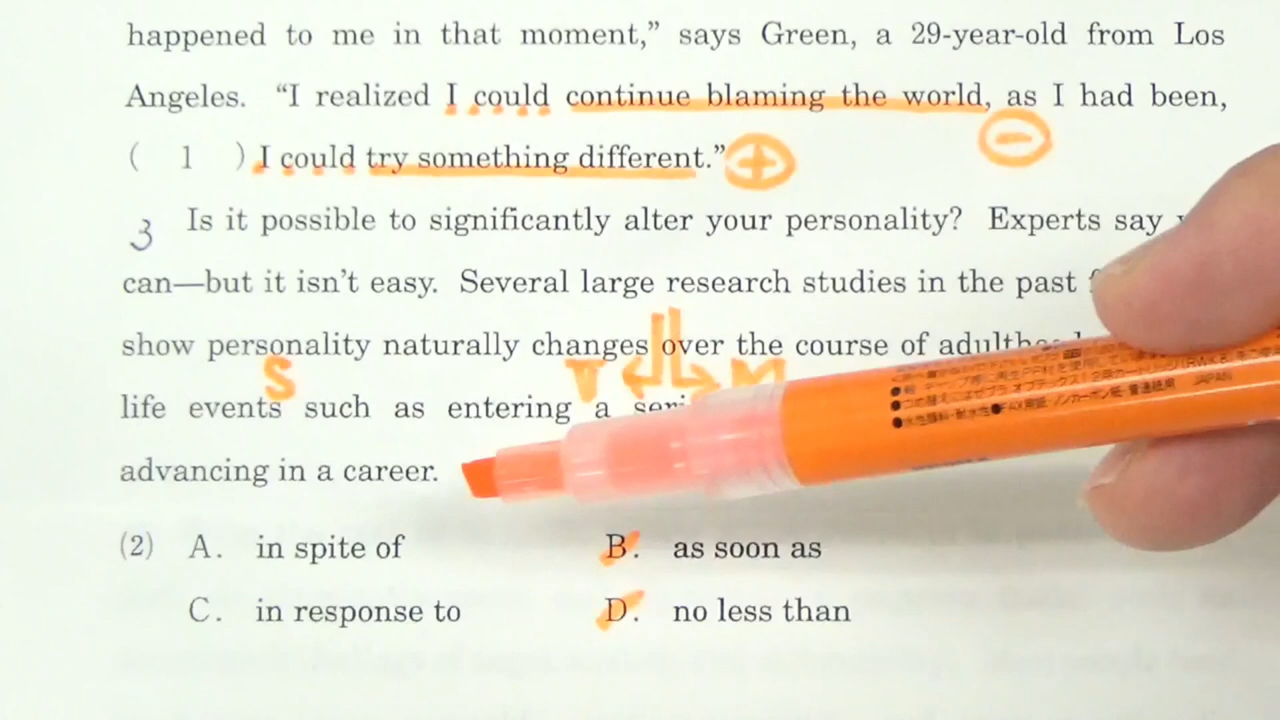 happened to me in that moment,” says Green, a 29-year-old from Los
Angeles. “I realized I could continue blaming the world, as I had been,
( 1 ) I could try something different.”
3 Is it possible to significantly alter your personality? Experts say
can—but it isn’t easy. Several large research studies in the past
show personality naturally changes over the course of
S V M
life events such as entering a
advancing in a career.
(2) A. in spite of B. as soon as
C. in response to D. no less than